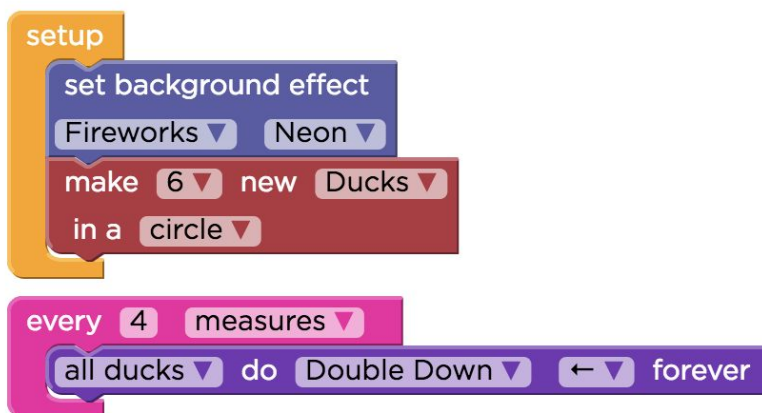 setup
set background effect
Fireworks ▼ Neon ▼
make 6 ▼ new Ducks ▼
in a circle ▼
every 4 measures ▼
all ducks ▼ do Double Down ▼ ← ▼ forever